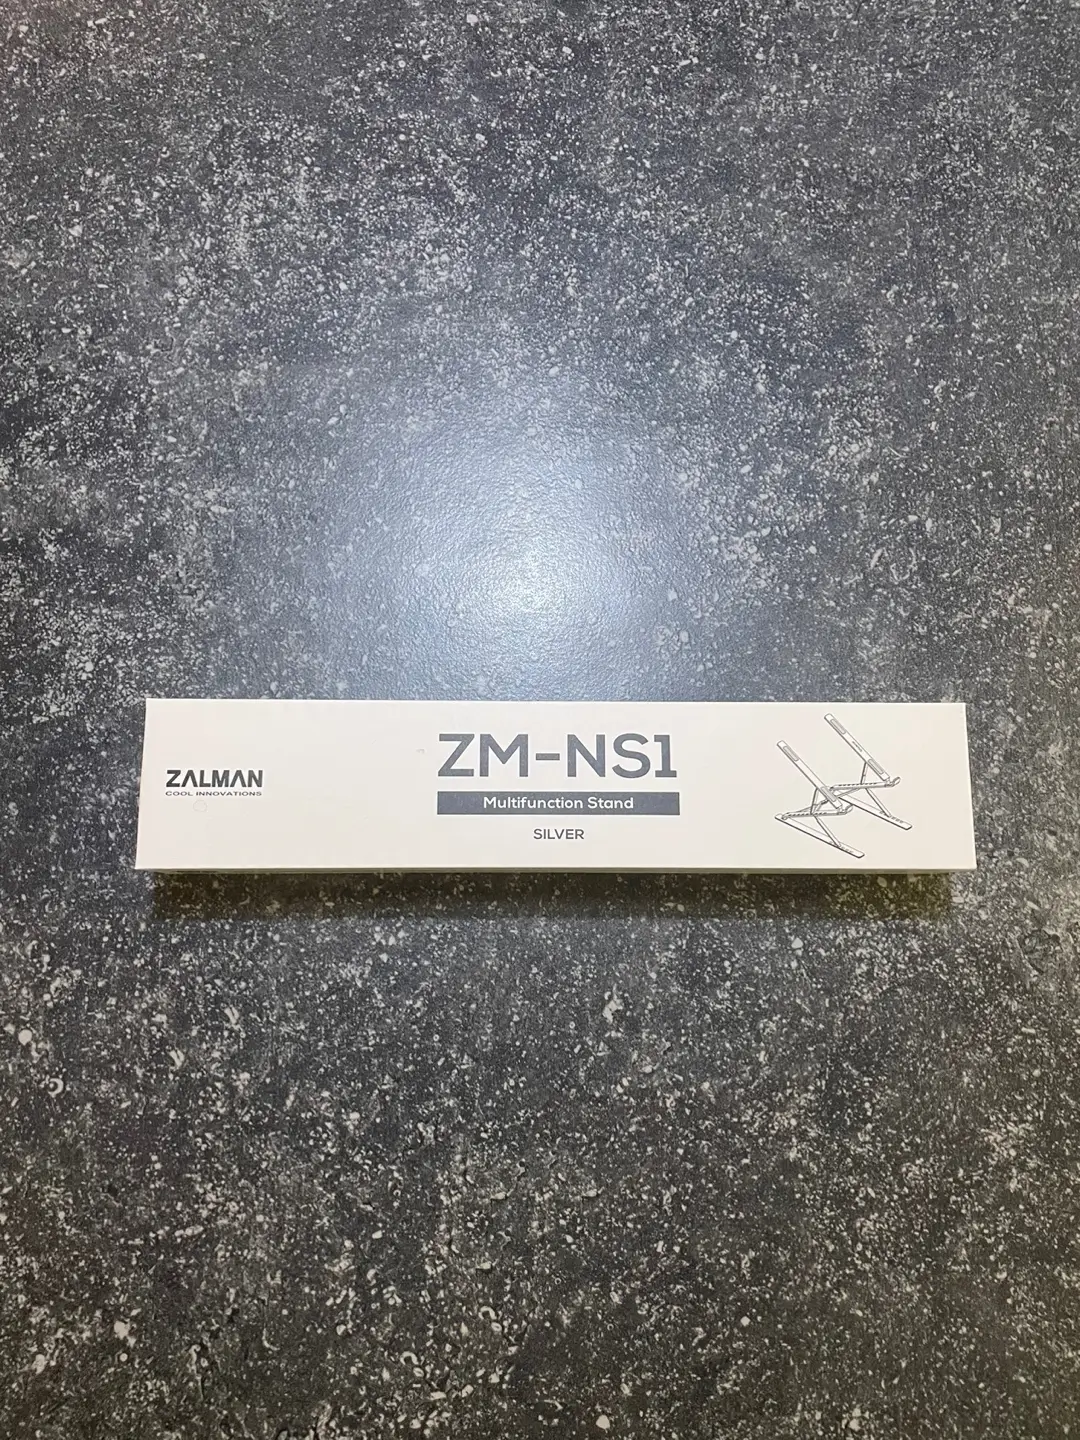 ZALMAN
COOL INNOVATIONS
ZM-NS1
Multifunction Stand
SILVER